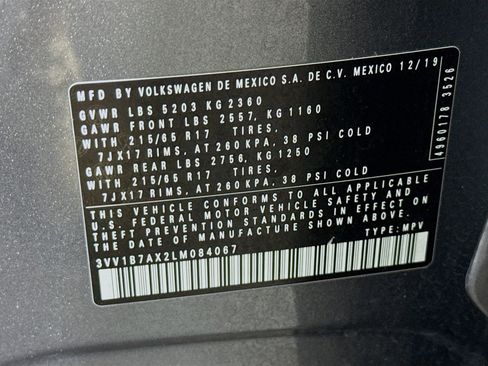 MFD BY VOLKSWAGEN DE MEXICO S.A. DE C.V. MEXICO 12/19
GVWR LBS 5203 KG 2360
GAWR FRONT LBS 2557, KG 1160
WITH 215/65 R17 TIRES,
7JX17 RIMS, AT 260KPA, 38 PSI COLD
GAWR REAR LBS 2756, KG 1250
WITH 215/65 R17 TIRES,
7JX17 RIMS, AT 260KPA, 38 PSI COLD
THIS VEHICLE CONFORMS TO ALL APPLICABLE
U.S. FEDERAL MOTOR VEHICLE SAFETY AND
THEFT PREVENTION STANDARDS IN EFFECT ON
THE DATE OF MANUFACTURE SHOWN ABOVE.
3VV1B7AX2LM084067 TYPE: MPV
4960178 3526